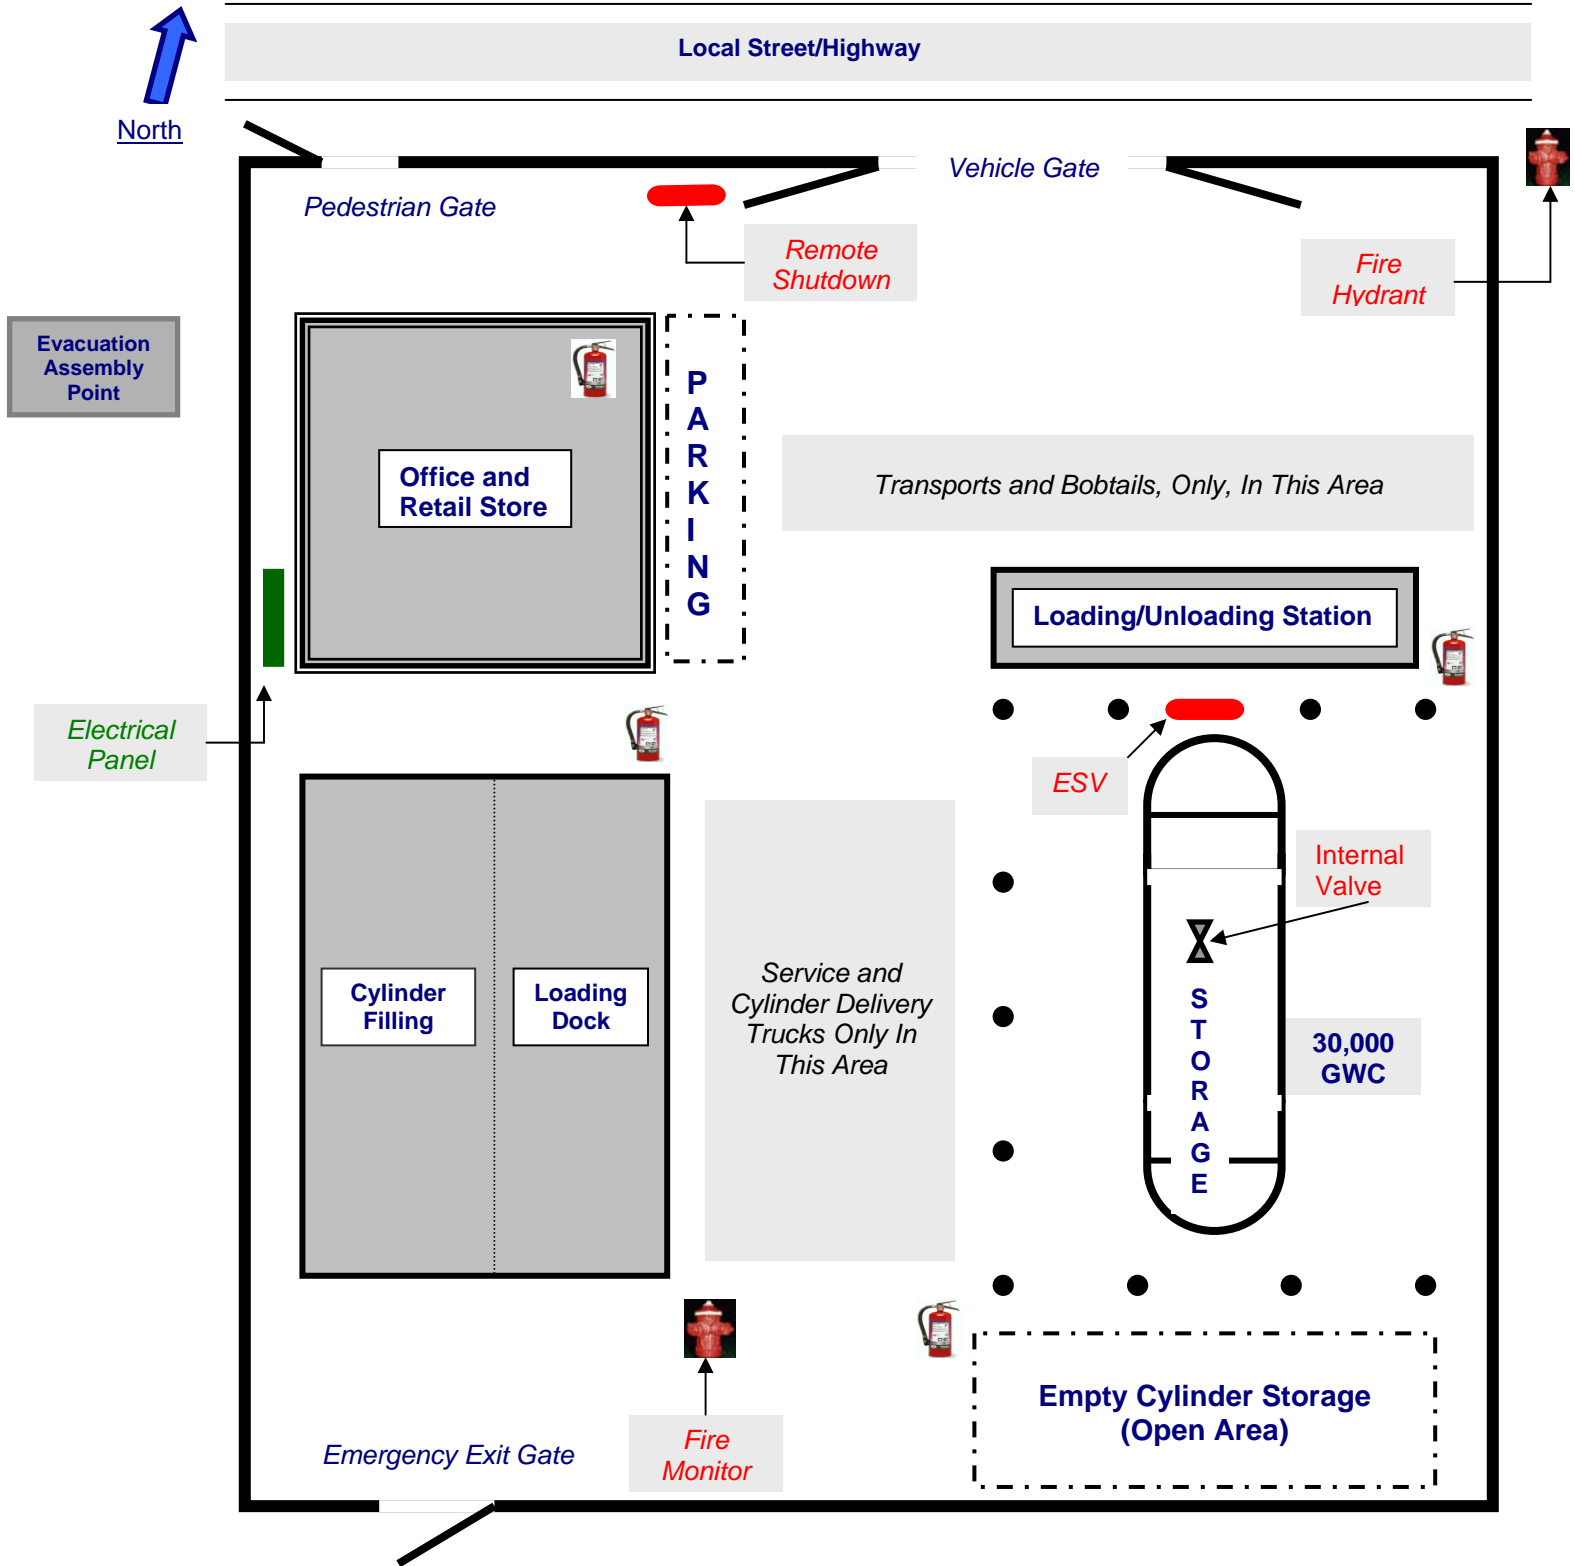 Local Street/Highway
North
Pedestrian Gate
Vehicle Gate
Remote
Shutdown
Fire
Hydrant
Evacuation
Assembly
Point
Office and
Retail Store
P
A
R
K
I
N
G
Transports and Bobtails, Only, In This Area
Loading/Unloading Station
Electrical
Panel
ESV
Internal
Valve
Cylinder
Filling
Loading
Dock
Service and
Cylinder Delivery
Trucks Only In
This Area
S
T
O
R
A
G
E
30,000
GWC
Fire
Monitor
Emergency Exit Gate
Empty Cylinder Storage
(Open Area)